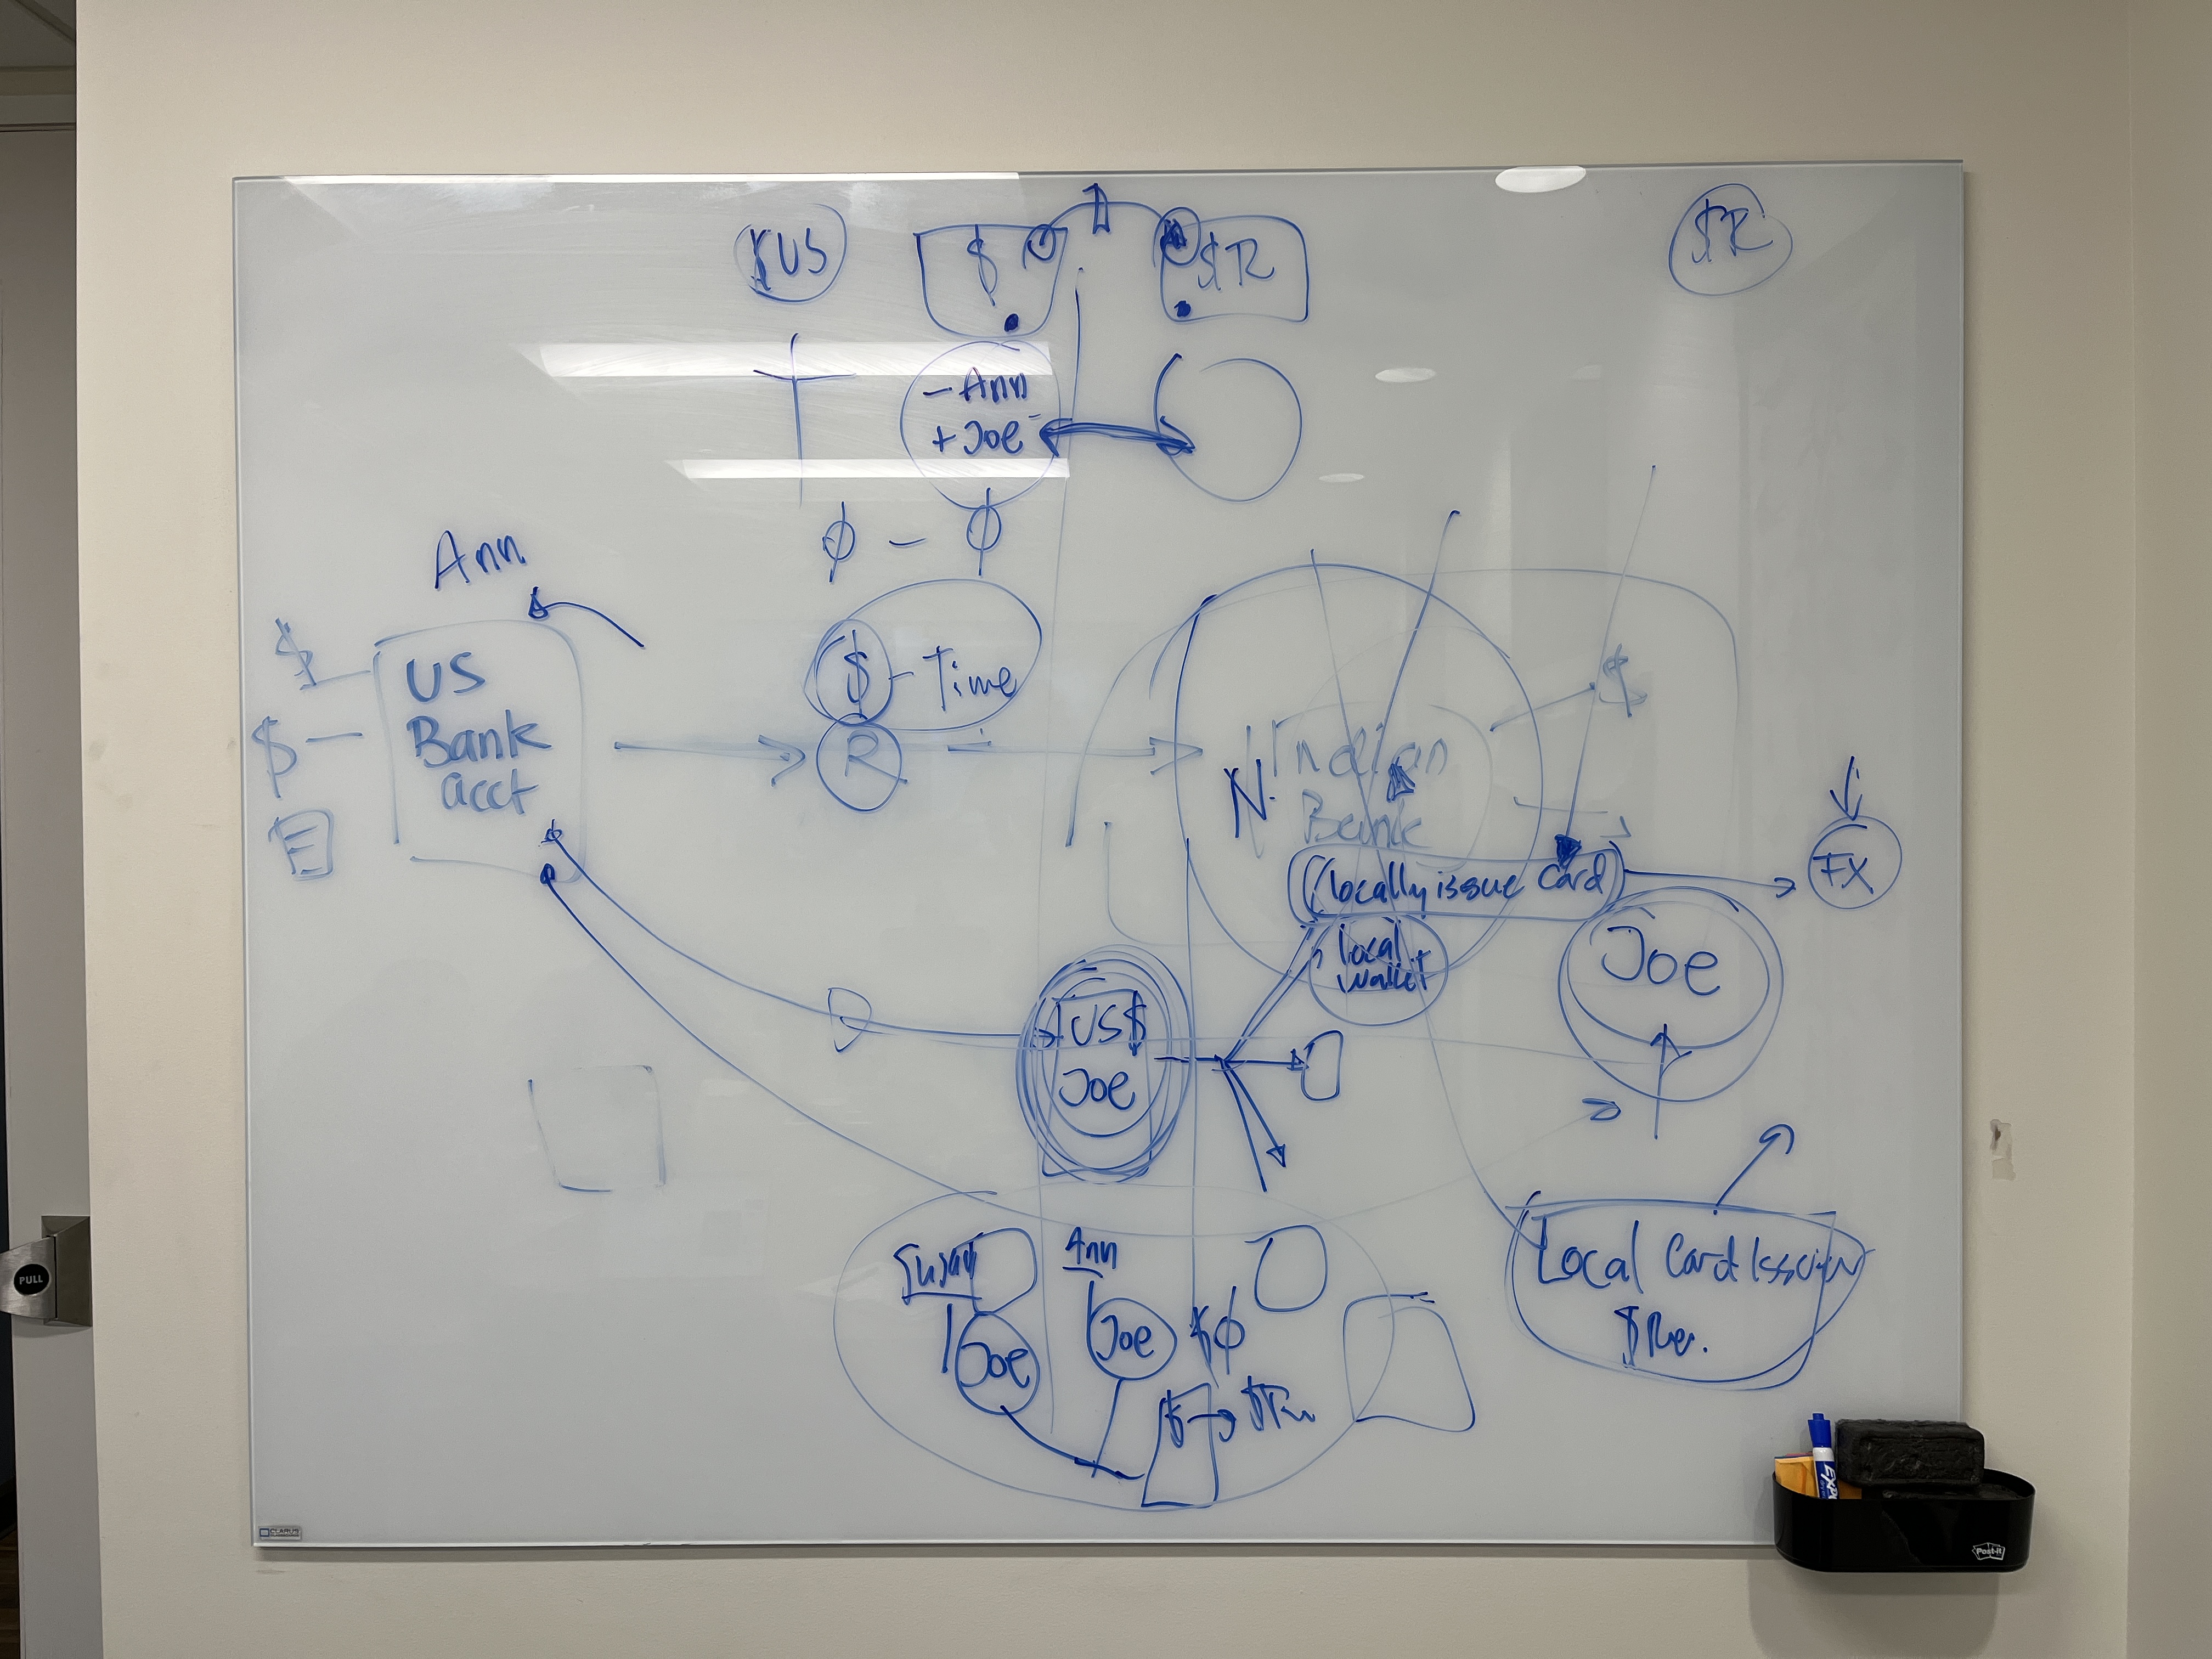 $US
$
$R
$R
- Ann
+ Joe
Ø - Ø
Ann
$
$ - Time
US
Bank
acct
$
R
Indian
Bank
$
(locally issue card)
FX
local
wallet
Joe
US$
Joe
Susan
Ann
Joe
Joe
$Ø
$ →
Local Card Issuer
PULL
EXPO
Post-it
CLARUS